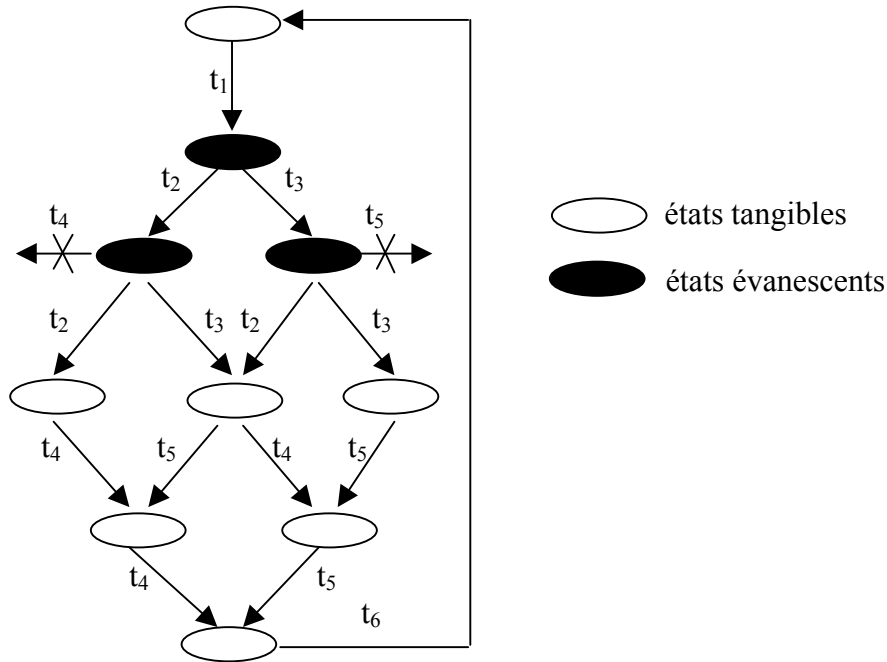 t1
t2
t3
t4
t5
états tangibles
états évanescents
t2
t3
t2
t3
t4
t5
t4
t5
t4
t5
t6